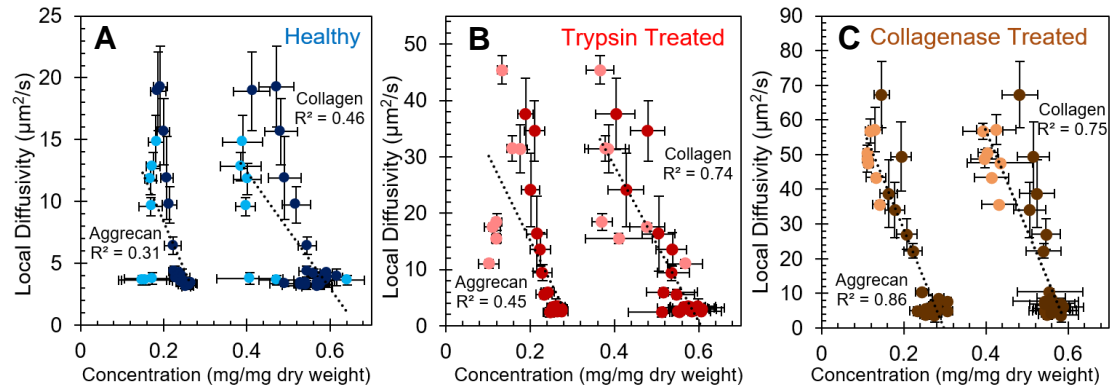 A
Healthy
Local Diffusivity (µm²/s)
25
20
15
10
5
0
Collagen
R² = 0.46
Aggrecan
R² = 0.31
0
0.2
0.4
0.6
Concentration (mg/mg dry weight)
B
Trypsin Treated
Local Diffusivity (µm²/s)
50
40
30
20
10
0
Collagen
R² = 0.74
Aggrecan
R² = 0.45
0
0.2
0.4
0.6
Concentration (mg/mg dry weight)
C
Collagenase Treated
Local Diffusivity (µm²/s)
90
80
70
60
50
40
30
20
10
0
Collagen
R² = 0.75
Aggrecan
R² = 0.86
0
0.2
0.4
0.6
0.8
Concentration (mg/mg dry weight)